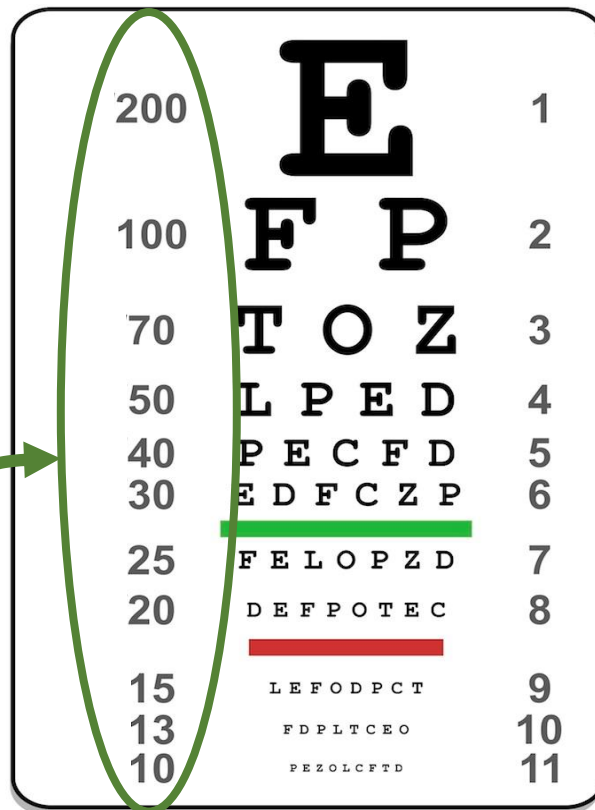 200 E 1
100 F P 2
70 T O Z 3
50 L P E D 4
40 P E C F D 5
30 E D F C Z P 6
25 F E L O P Z D 7
20 D E F P O T E C 8
15 L E F O D P C T 9
13 F D P L T C E O 10
10 P E Z O L C F T D 11